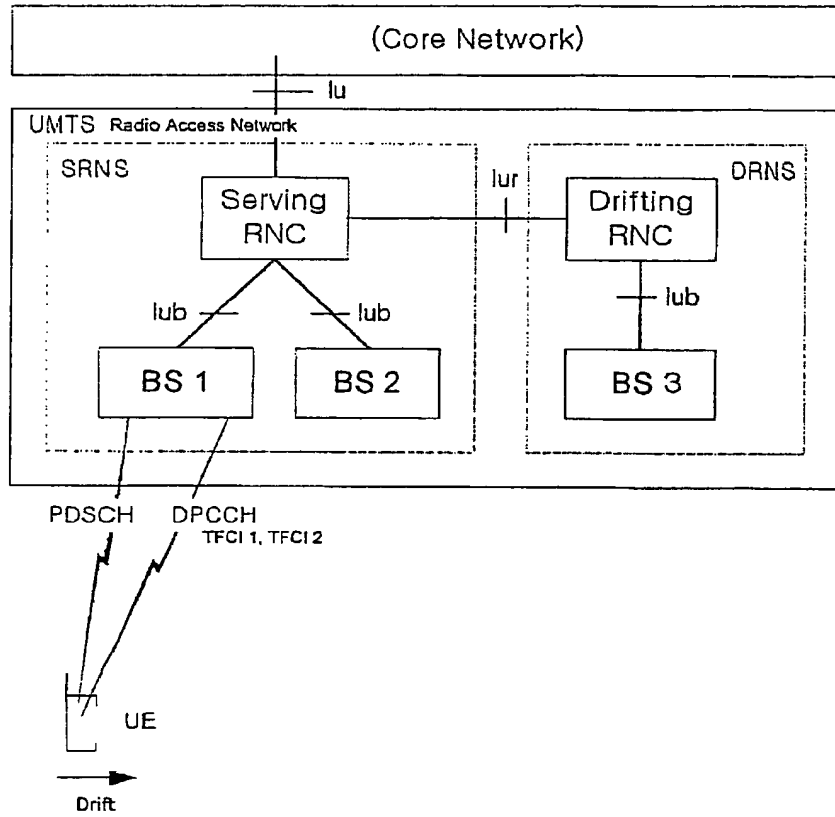 (Core Network)
Iu
UMTS Radio Access Network
SRNS
DRNS
Serving
RNC
Iur
Drifting
RNC
Iub
Iub
Iub
BS 1
BS 2
BS 3
PDSCH
DPCCH
TFCI 1, TFCI 2
UE
Drift